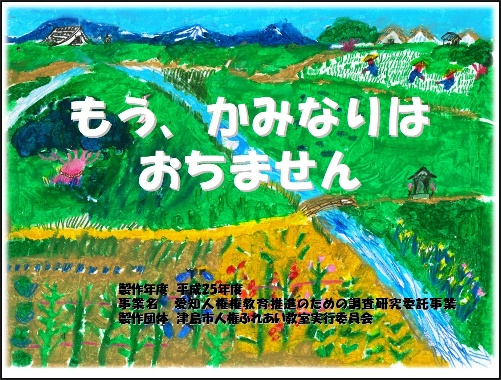 もう、かみなりは
おちません
製作年度 平成25年度
事業名 愛知人権教育推進のための調査研究委託事業
製作団体 津島市人権ふれあい教室実行委員会